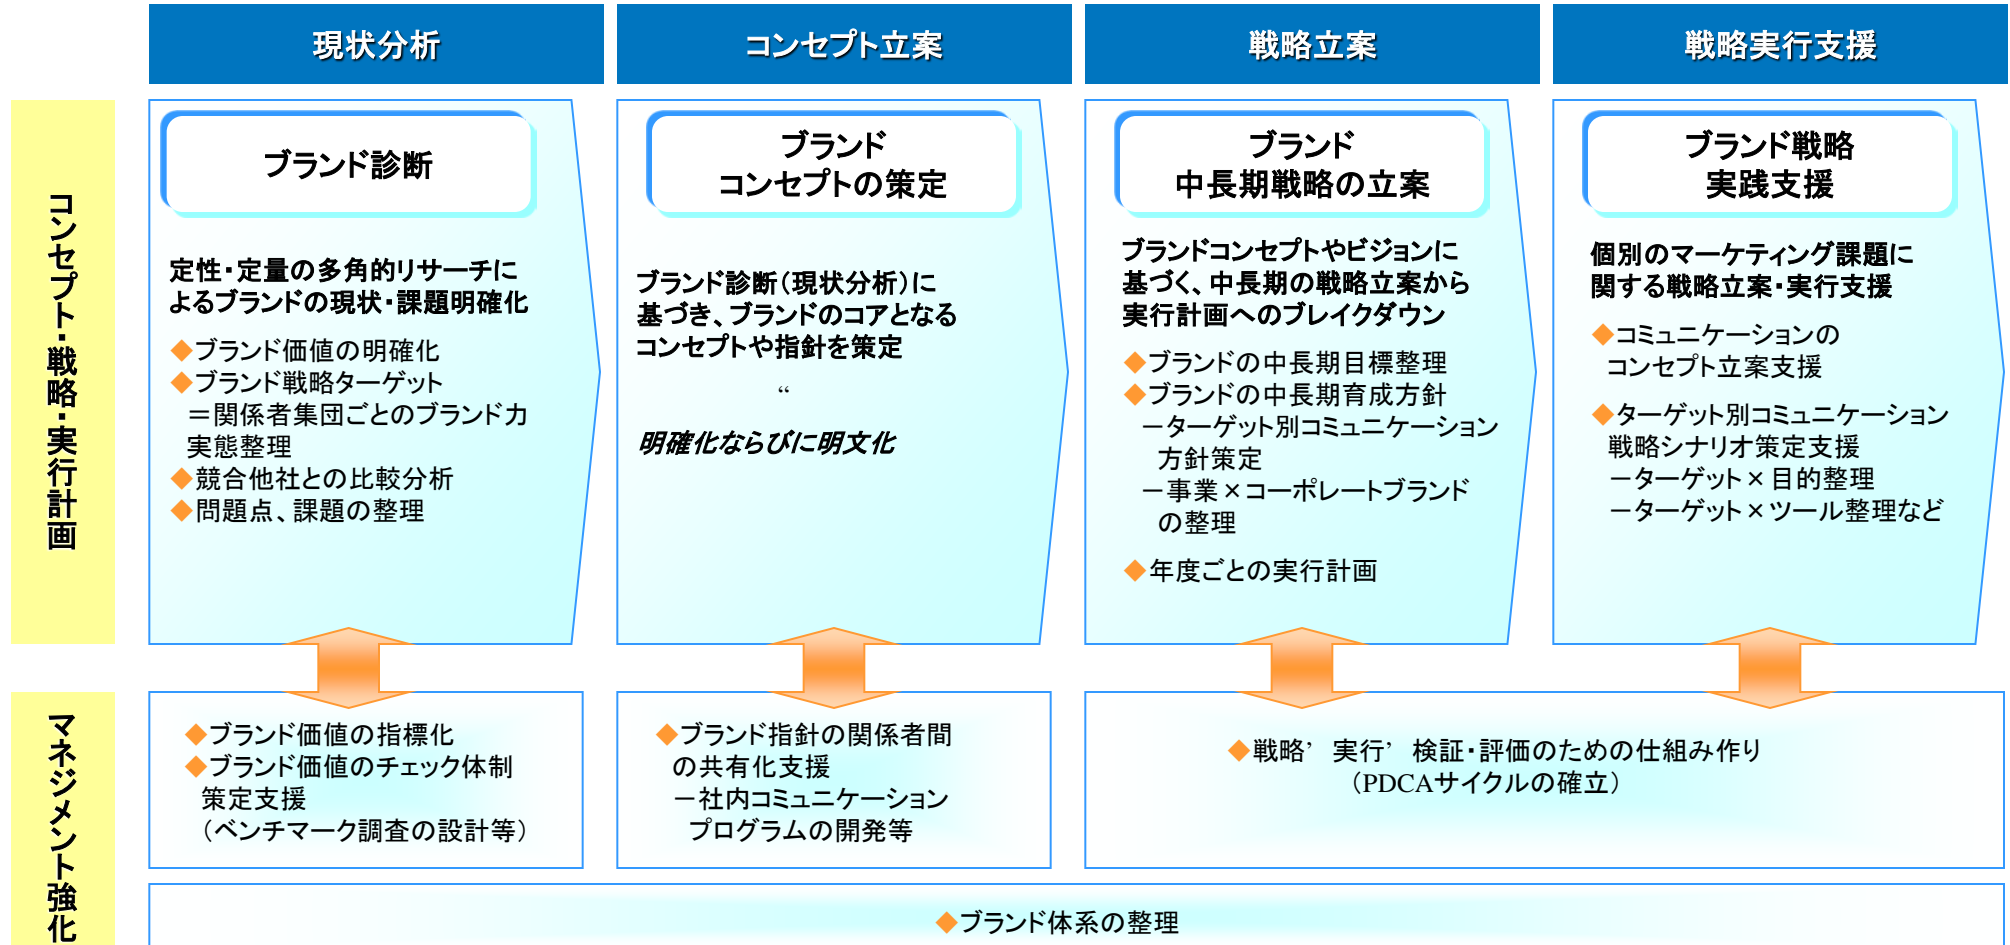 現状分析
コンセプト立案
戦略立案
戦略実行支援
コンセプト・戦略・実行計画
ブランド診断
定性・定量の多角的リサーチに
よるブランドの現状・課題明確化
◆ブランド価値の明確化
◆ブランド戦略ターゲット
＝関係者集団ごとのブランド力
実態整理
◆競合他社との比較分析
◆問題点、課題の整理
ブランド
コンセプトの策定
ブランド診断（現状分析）に
基づき、ブランドのコアとなる
コンセプトや指針を策定
“
明確化ならびに明文化
ブランド
中長期戦略の立案
ブランドコンセプトやビジョンに
基づく、中長期の戦略立案から
実行計画へのブレイクダウン
◆ブランドの中長期目標整理
◆ブランドの中長期育成方針
－ターゲット別コミュニケーション
方針策定
－事業×コーポレートブランド
の整理
◆年度ごとの実行計画
ブランド戦略
実践支援
個別のマーケティング課題に
関する戦略立案・実行支援
◆コミュニケーションの
コンセプト立案支援
◆ターゲット別コミュニケーション
戦略シナリオ策定支援
－ターゲット×目的整理
－ターゲット×ツール整理など
マネジメント強化
◆ブランド価値の指標化
◆ブランド価値のチェック体制
策定支援
（ベンチマーク調査の設計等）
◆ブランド指針の関係者間
の共有化支援
－社内コミュニケーション
プログラムの開発等
◆戦略’ 実行’ 検証・評価のための仕組み作り
（PDCAサイクルの確立）
◆ブランド体系の整理